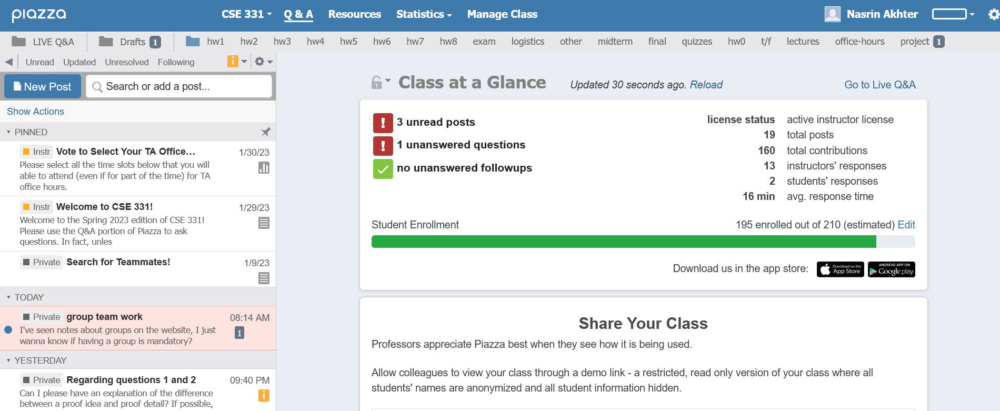 piazza
CSE 331
Q & A
Resources
Statistics
Manage Class
Nasrin Akhter
LIVE Q&A
Drafts 1
hw1
hw2
hw3
hw4
hw5
hw6
hw7
hw8
exam
logistics
other
midterm
final
quizzes
hw0
t/f
lectures
office-hours
project 1
Unread
Updated
Unresolved
Following
New Post
Search or add a post...
Show Actions
PINNED
Instr Vote to Select Your TA Office... 1/30/23
Please select all the time slots below that you will
able to attend (even if for part of the time) for TA
office hours.
Instr Welcome to CSE 331! 1/29/23
Welcome to the Spring 2023 edition of CSE 331!
Please use the Q&A portion of Piazza to ask
questions. In fact, unles
Private Search for Teammates! 1/9/23
TODAY
Private group team work 08:14 AM
I've seen notes about groups on the website, I just
wanna know if having a group is mandatory?
1
YESTERDAY
Private Regarding questions 1 and 2 09:40 PM
Can I please have an explanation of the difference
between a proof idea and proof detail? If possible,
Class at a Glance
Updated 30 seconds ago. Reload
Go to Live Q&A
3 unread posts
1 unanswered questions
no unanswered followups
license status active instructor license
19 total posts
160 total contributions
13 instructors' responses
2 students' responses
16 min avg. response time
Student Enrollment
195 enrolled out of 210 (estimated) Edit
Download us in the app store:
Download on the
App Store
ANDROID APP ON
Google play
Share Your Class
Professors appreciate Piazza best when they see how it is being used.
Allow colleagues to view your class through a demo link - a restricted, read only version of your class where all
students' names are anonymized and all student information hidden.